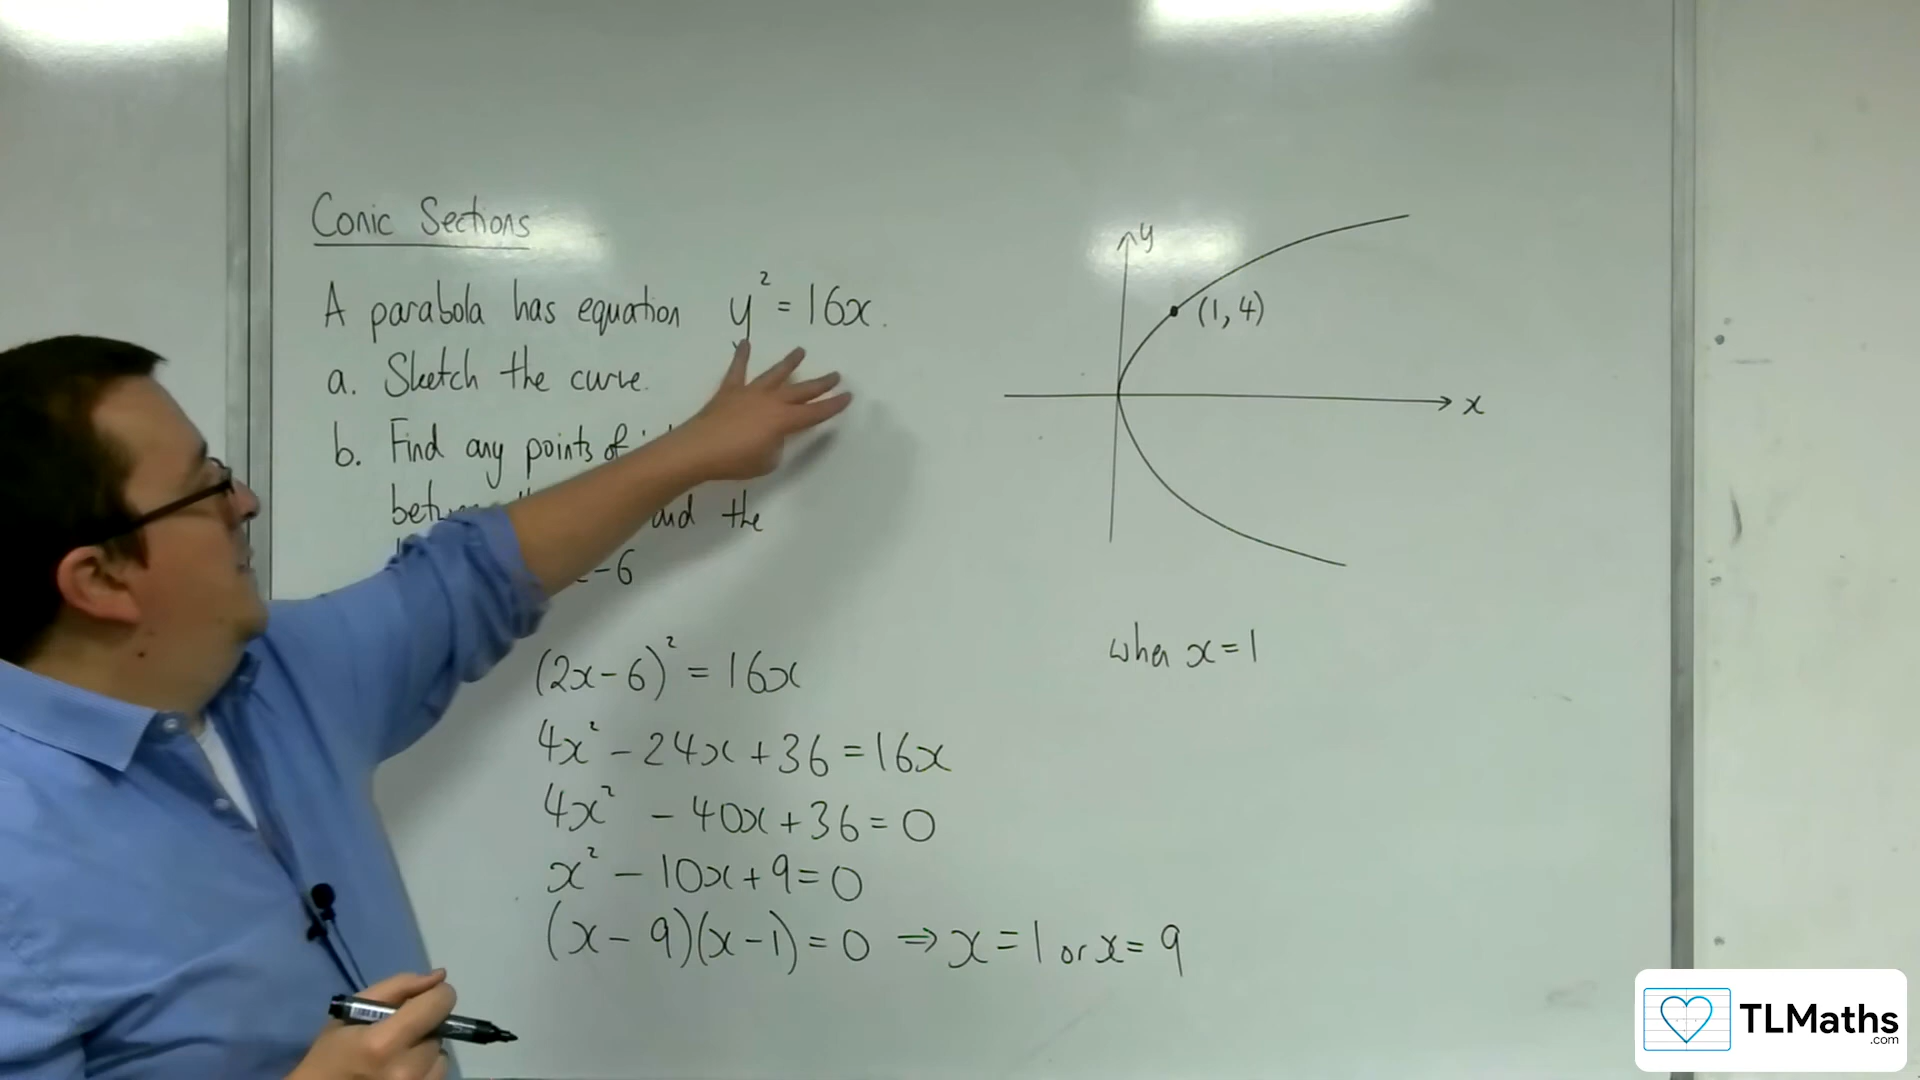 Conic Sections
A parabola has equation y² = 16x.
a. Sketch the curve.
b. Find any points of
and the
-6
(2x-6)² = 16x
4x² - 24x + 36 = 16x
4x² - 40x + 36 = 0
x² - 10x + 9 = 0
(x - 9)(x - 1) = 0 ⇒ x = 1 or x = 9
y
(1, 4)
x
when x = 1
TLMaths
.com